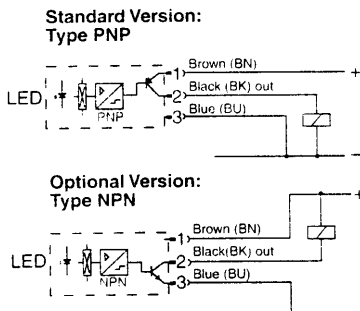 Standard Version:
Type PNP
1 Brown (BN) +
LED 2 Black (BK) out
3 Blue (BU)
PNP
−
Optional Version:
Type NPN
+
1 Brown (BN)
LED 2 Black(BK) out
3 Blue (BU)
NPN